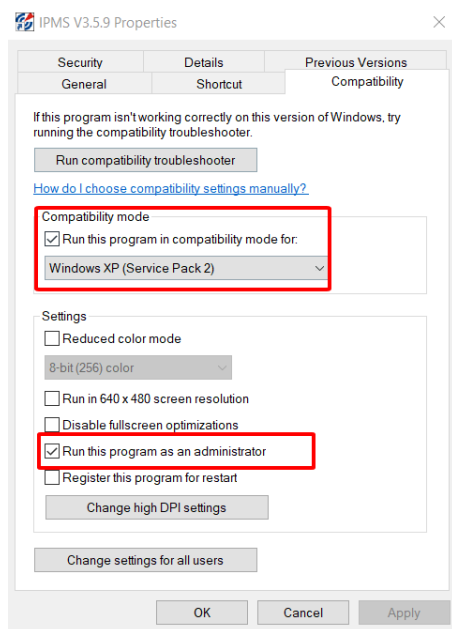 IPMS V3.5.9 Properties
Security Details Previous Versions
General Shortcut Compatibility
If this program isn't working correctly on this version of Windows, try
running the compatibility troubleshooter.
Run compatibility troubleshooter
How do I choose compatibility settings manually?
Compatibility mode
Run this program in compatibility mode for:
Windows XP (Service Pack 2)
Settings
Reduced color mode
8-bit (256) color
Run in 640 x 480 screen resolution
Disable fullscreen optimizations
Run this program as an administrator
Register this program for restart
Change high DPI settings
Change settings for all users
OK Cancel Apply